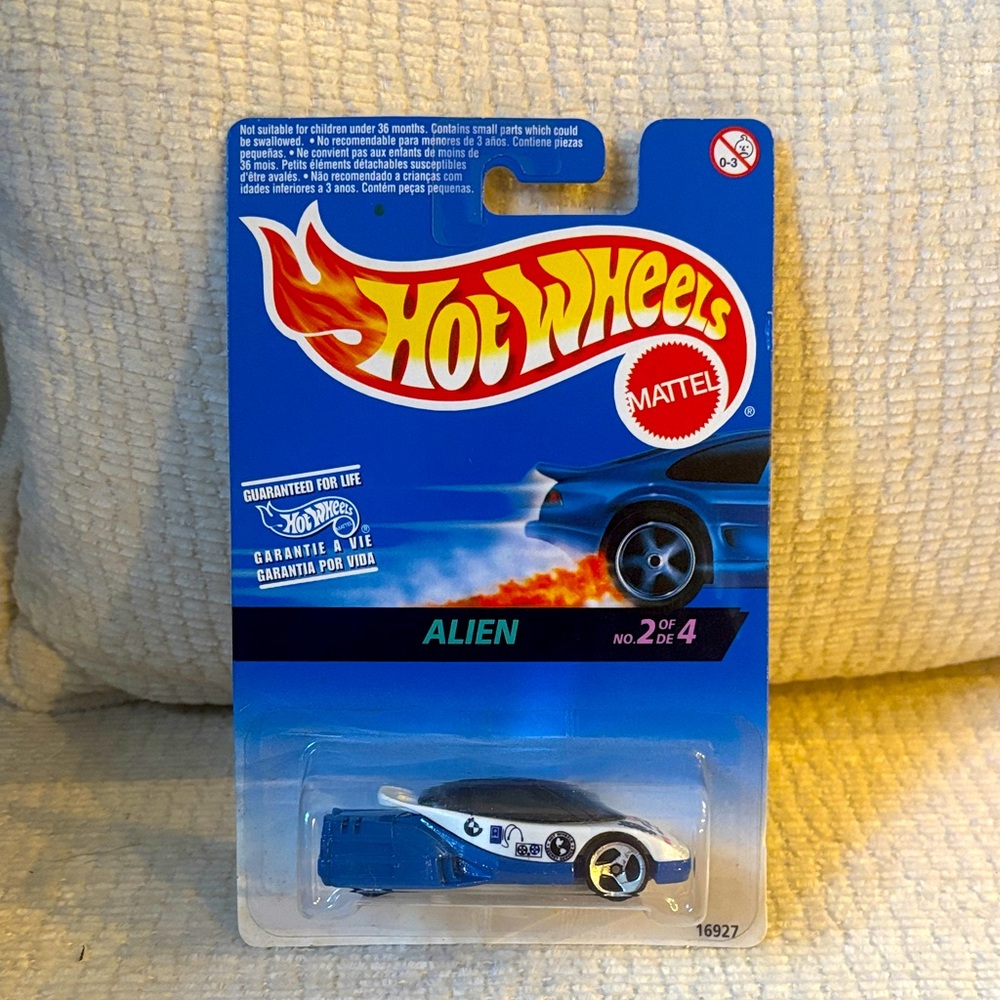 Not suitable for children under 36 months. Contains small parts which could
be swallowed. • No recomendable para menores de 3 años. Contiene piezas
pequeñas. • Ne convient pas aux enfants de moins de
36 mois. Petits éléments détachables susceptibles
d'être avalés. • Não recomendado a crianças com
idades inferiores a 3 anos. Contém peças pequenas.
0-3
HOT WHEELS
MATTEL
®
GUARANTEED FOR LIFE
HOT WHEELS
MATTEL
®
GARANTIE A VIE
GARANTIA POR VIDA
ALIEN
NO. 2 OF 4
DE
16927